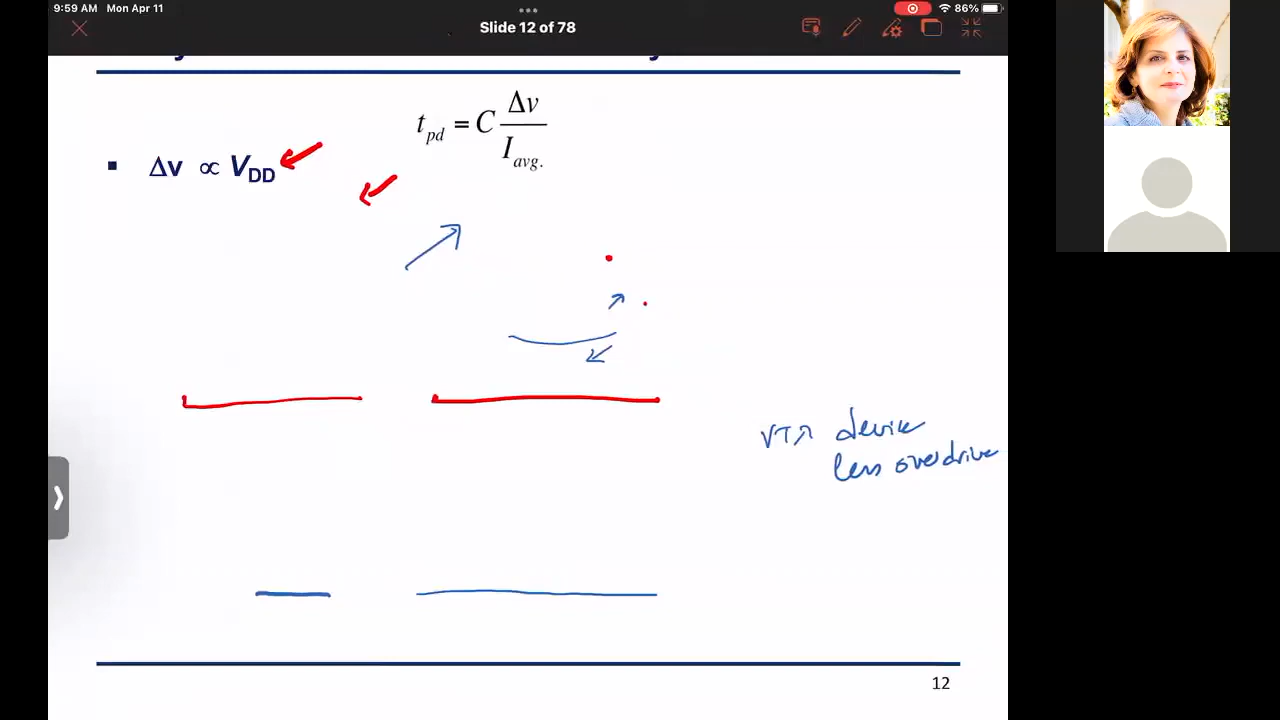 9:59 AM Mon Apr 11
86%
Slide 12 of 78
t_pd = C Δv / I_avg.
▪ Δv ∝ V_DD
VT↗ device
less overdrive
12